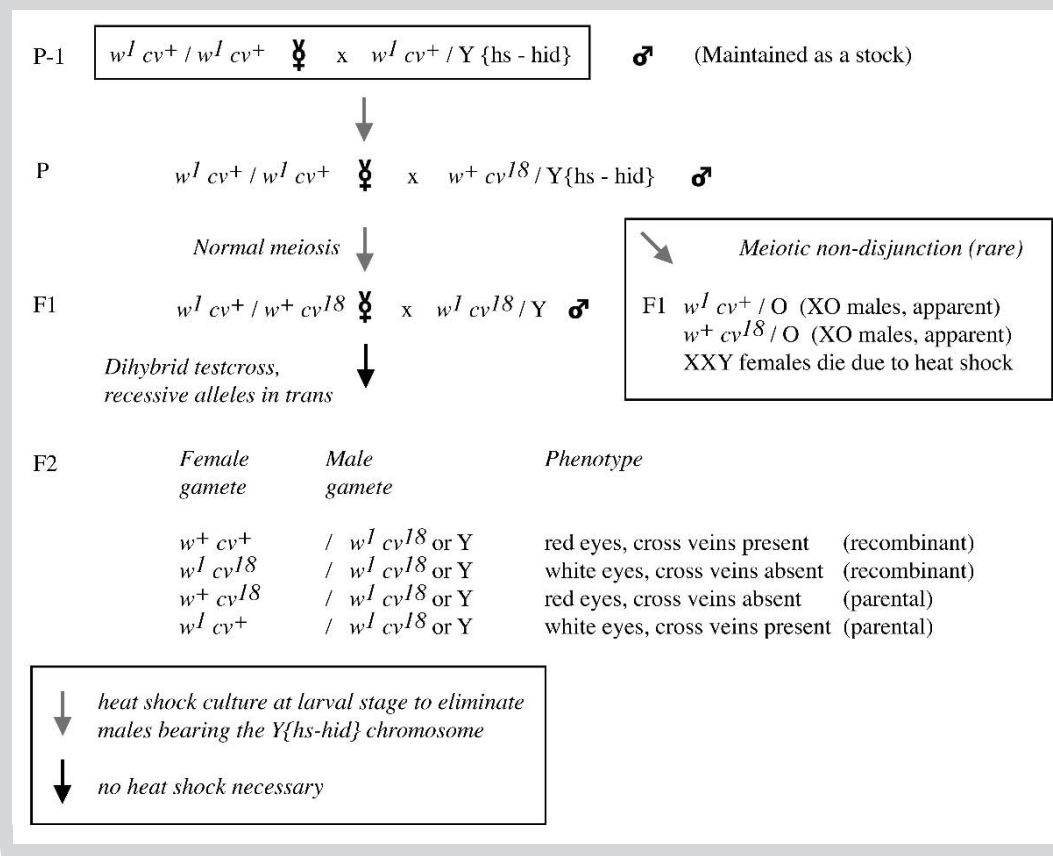 P-1 w1 cv+ / w1 cv+ x w1 cv+ / Y {hs - hid} ♂ (Maintained as a stock)
P w1 cv+ / w1 cv+ x w+ cv18 / Y{hs - hid} ♂
Normal meiosis
Meiotic non-disjunction (rare)
F1 w1 cv+ / w+ cv18 x w1 cv18 / Y ♂
F1 w1 cv+ / O (XO males, apparent)
w+ cv18 / O (XO males, apparent)
XXY females die due to heat shock
Dihybrid testcross,
recessive alleles in trans
F2 Female Male Phenotype
gamete gamete
w+ cv+ / w1 cv18 or Y red eyes, cross veins present (recombinant)
w1 cv18 / w1 cv18 or Y white eyes, cross veins absent (recombinant)
w+ cv18 / w1 cv18 or Y red eyes, cross veins absent (parental)
w1 cv+ / w1 cv18 or Y white eyes, cross veins present (parental)
heat shock culture at larval stage to eliminate
males bearing the Y{hs-hid} chromosome
no heat shock necessary